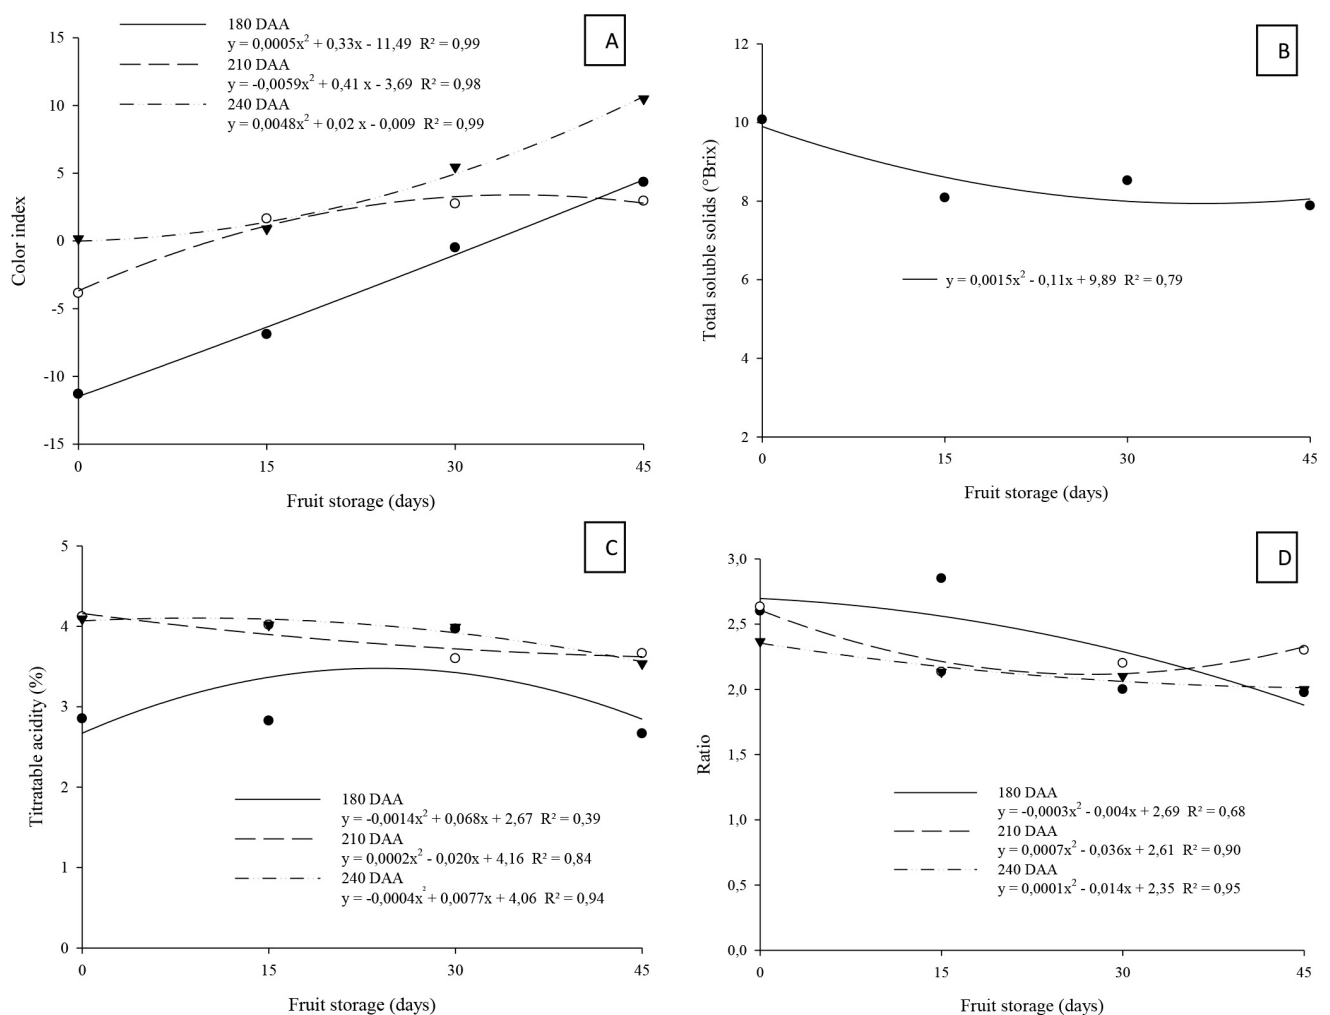 A
180 DAA
y = 0,0005x² + 0,33x - 11,49 R² = 0,99
210 DAA
y = -0,0059x² + 0,41 x - 3,69 R² = 0,98
240 DAA
y = 0,0048x² + 0,02 x - 0,009 R² = 0,99
15
10
5
0
-5
-10
-15
Color index
0 15 30 45
Fruit storage (days)
B
12
10
8
6
4
2
Total soluble solids (°Brix)
y = 0,0015x² - 0,11x + 9,89 R² = 0,79
0 15 30 45
Fruit storage (days)
C
5
4
3
2
1
0
Titratable acidity (%)
180 DAA
y = -0,0014x² + 0,068x + 2,67 R² = 0,39
210 DAA
y = 0,0002x² - 0,020x + 4,16 R² = 0,84
240 DAA
y = -0,0004x² + 0,0077x + 4,06 R² = 0,94
0 15 30 45
Fruit storage (days)
D
3,0
2,5
2,0
1,5
1,0
0,5
0,0
Ratio
180 DAA
y = -0,0003x² - 0,004x + 2,69 R² = 0,68
210 DAA
y = 0,0007x² - 0,036x + 2,61 R² = 0,90
240 DAA
y = 0,0001x² - 0,014x + 2,35 R² = 0,95
0 15 30 45
Fruit storage (days)